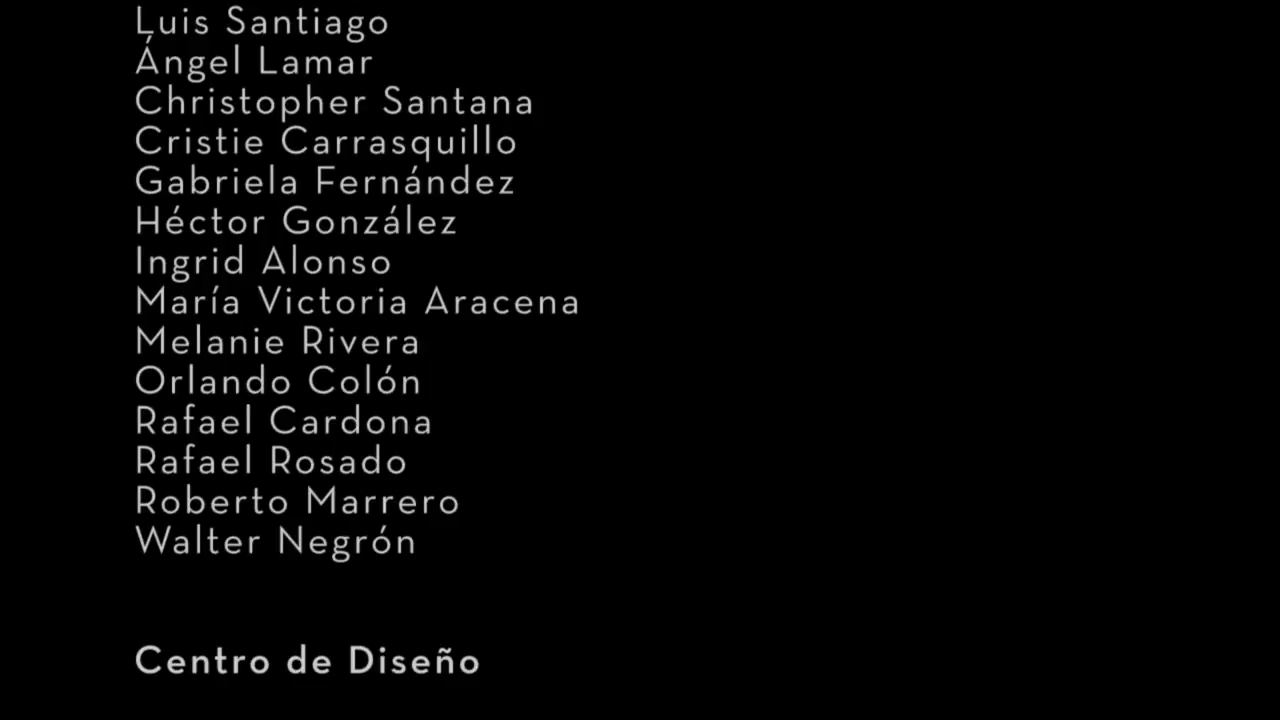 Luis Santiago
Ángel Lamar
Christopher Santana
Cristie Carrasquillo
Gabriela Fernández
Héctor González
Ingrid Alonso
María Victoria Aracena
Melanie Rivera
Orlando Colón
Rafael Cardona
Rafael Rosado
Roberto Marrero
Walter Negrón
Centro de Diseño